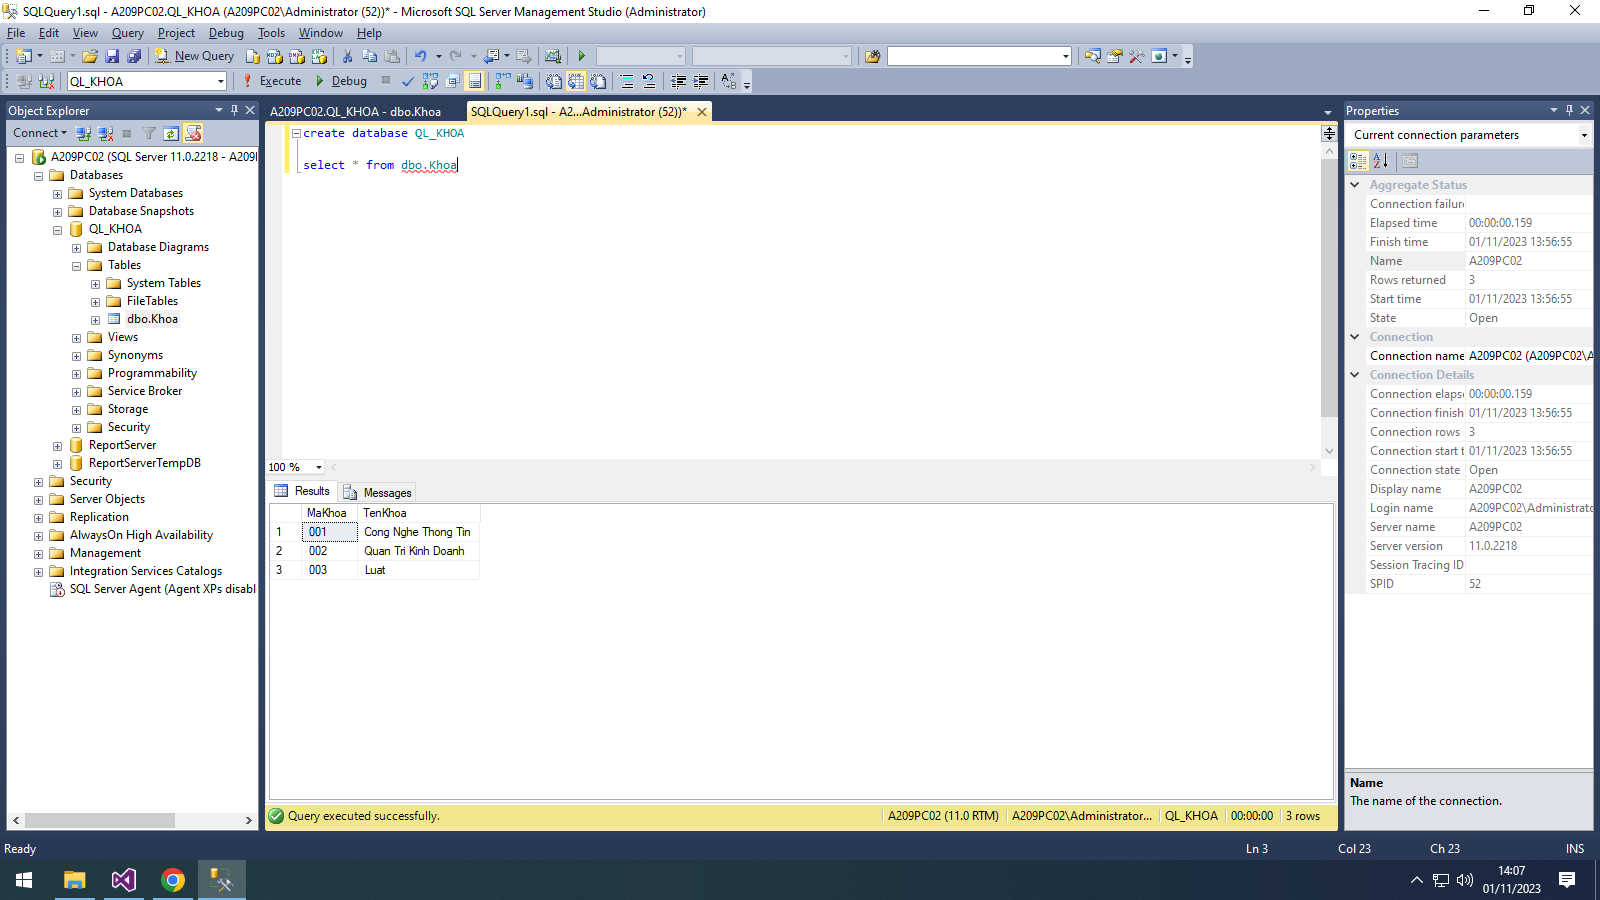 SQLQuery1.sql - A209PC02.QL_KHOA (A209PC02\Administrator (52))* - Microsoft SQL Server Management Studio (Administrator)
File Edit View Query Project Debug Tools Window Help
New Query
QL_KHOA Execute Debug
Object Explorer
Connect
A209PC02 (SQL Server 11.0.2218 - A209
Databases
System Databases
Database Snapshots
QL_KHOA
Database Diagrams
Tables
System Tables
FileTables
dbo.Khoa
Views
Synonyms
Programmability
Service Broker
Storage
Security
ReportServer
ReportServerTempDB
Security
Server Objects
Replication
AlwaysOn High Availability
Management
Integration Services Catalogs
SQL Server Agent (Agent XPs disabl
A209PC02.QL_KHOA - dbo.Khoa
SQLQuery1.sql - A2...Administrator (52))*
create database QL_KHOA
select * from dbo.Khoa
100 %
Results Messages
MaKhoa TenKhoa
1 001 Cong Nghe Thong Tin
2 002 Quan Tri Kinh Doanh
3 003 Luat
Query executed successfully.
A209PC02 (11.0 RTM) A209PC02\Administrator... QL_KHOA 00:00:00 3 rows
Properties
Current connection parameters
Aggregate Status
Connection failure
Elapsed time 00:00:00.159
Finish time 01/11/2023 13:56:55
Name A209PC02
Rows returned 3
Start time 01/11/2023 13:56:55
State Open
Connection
Connection name A209PC02 (A209PC02\A
Connection Details
Connection elaps 00:00:00.159
Connection finish 01/11/2023 13:56:55
Connection rows 3
Connection start t 01/11/2023 13:56:55
Connection state Open
Display name A209PC02
Login name A209PC02\Administrato
Server name A209PC02
Server version 11.0.2218
Session Tracing ID
SPID 52
Name
The name of the connection.
Ready
Ln 3 Col 23 Ch 23 INS
14:07
01/11/2023